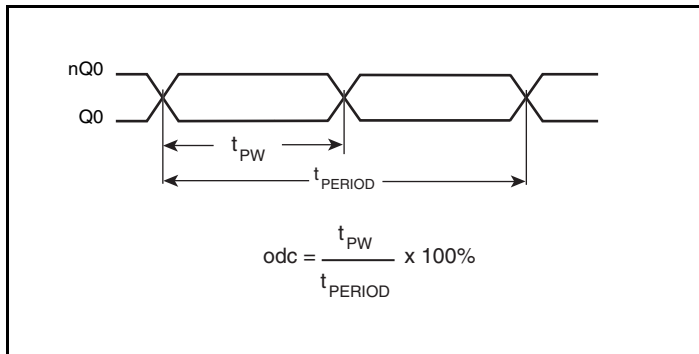 nQ0
Q0
tPW
tPERIOD
odc = tPW / tPERIOD x 100%